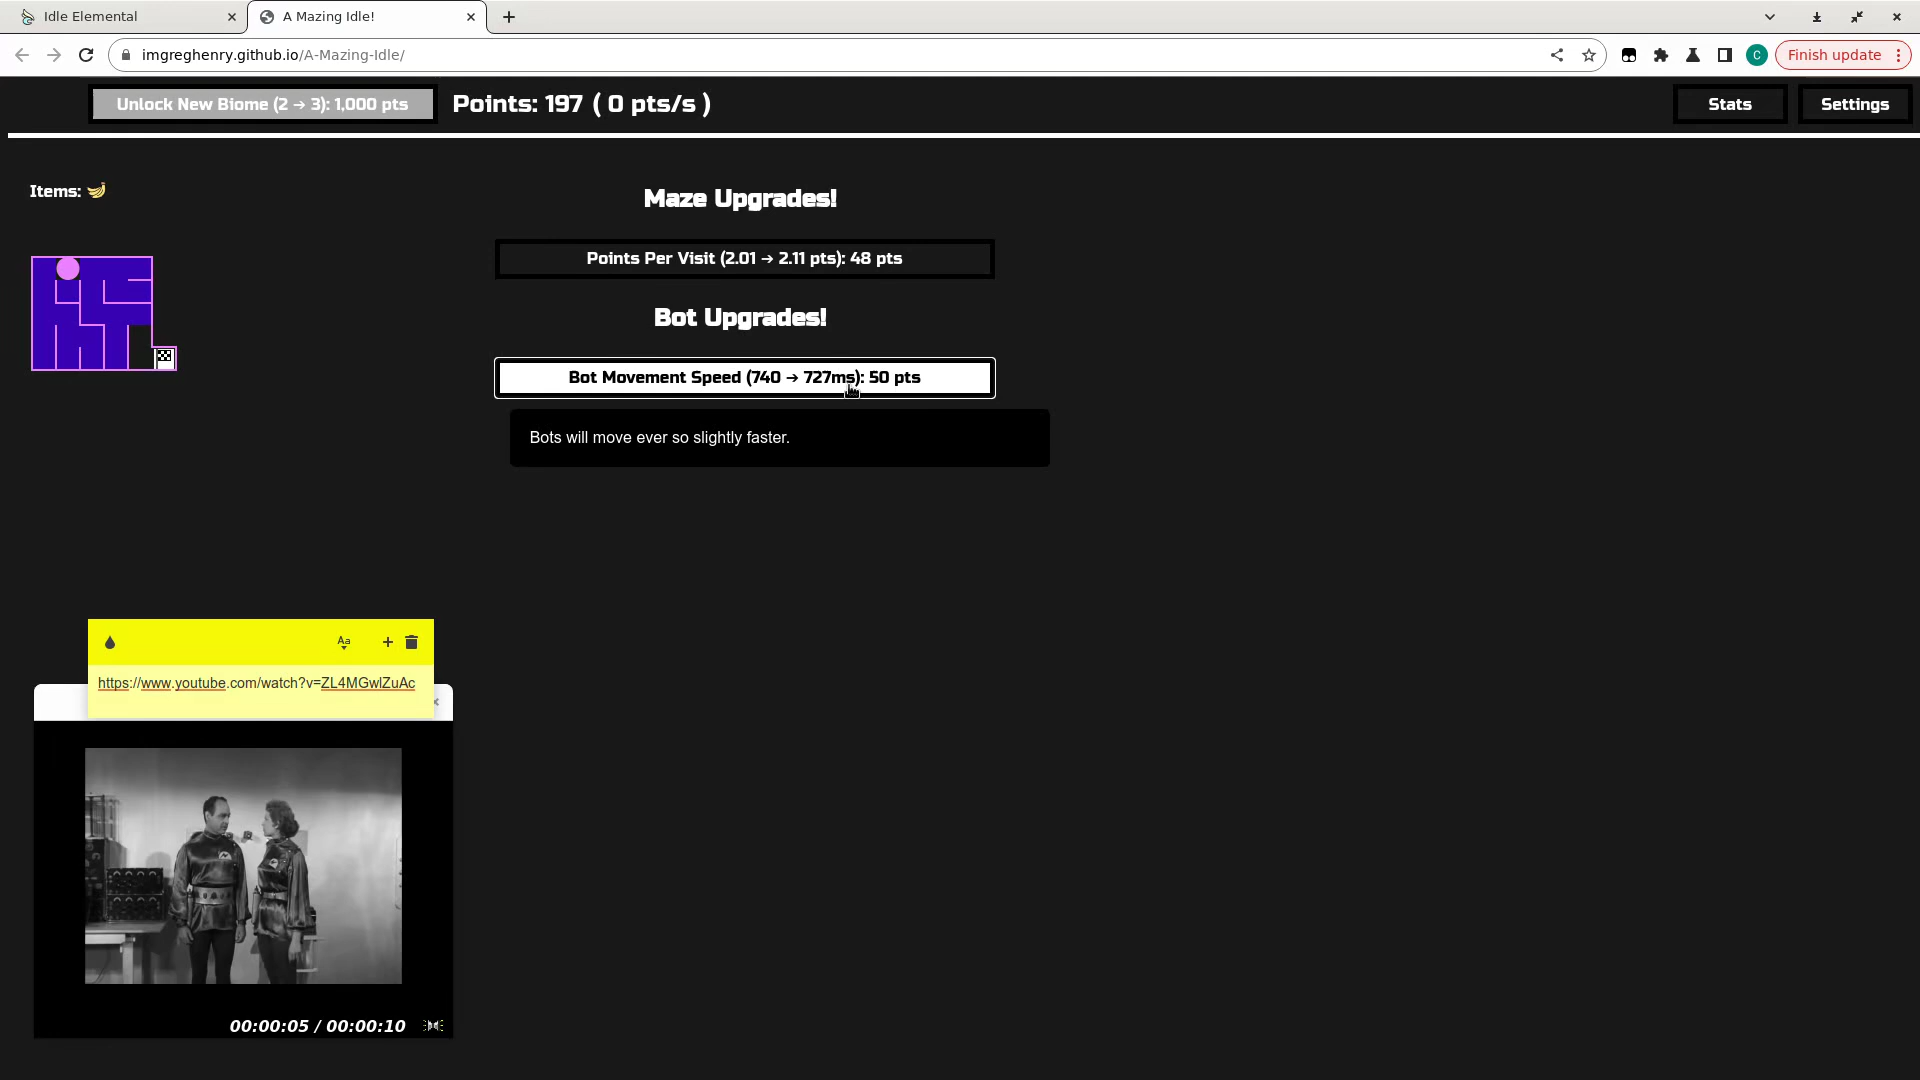 Idle Elemental
A Mazing Idle!
imgreghenry.github.io/A-Mazing-Idle/
C
Finish update
Unlock New Biome (2 → 3): 1,000 pts
Points: 197 ( 0 pts/s )
Stats
Settings
Items:
Maze Upgrades!
Points Per Visit (2.01 → 2.11 pts): 48 pts
Bot Upgrades!
Bot Movement Speed (740 → 727ms): 50 pts
Bots will move ever so slightly faster.
Aa
https://www.youtube.com/watch?v=ZL4MGwlZuAc
00:00:05 / 00:00:10